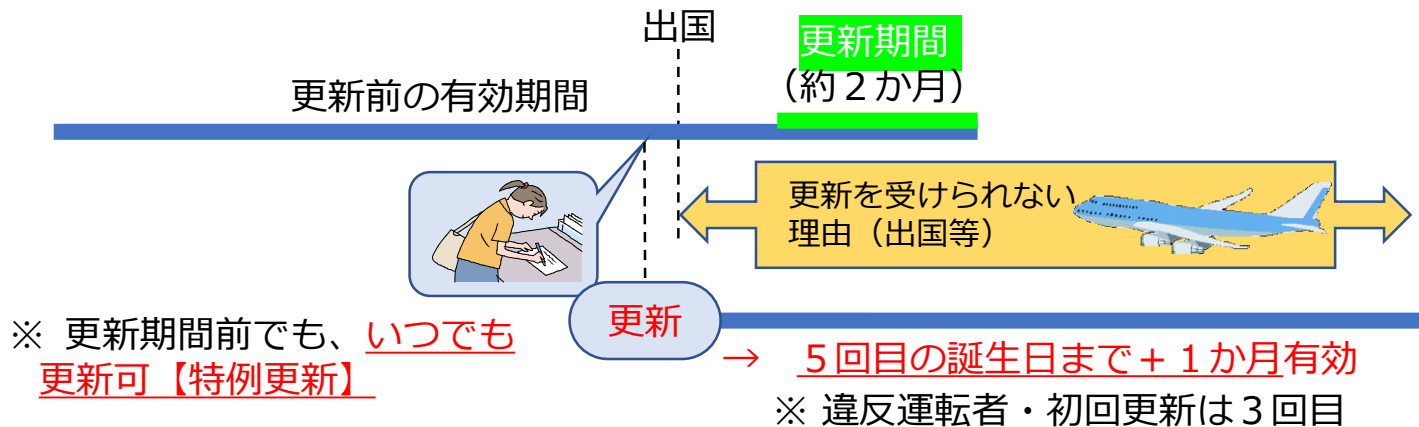 出国
更新期間
（約２か月）
更新前の有効期間
更新を受けられない
理由（出国等）
更新
※ 更新期間前でも、いつでも
更新可【特例更新】
→ ５回目の誕生日まで＋１か月有効
※ 違反運転者・初回更新は３回目